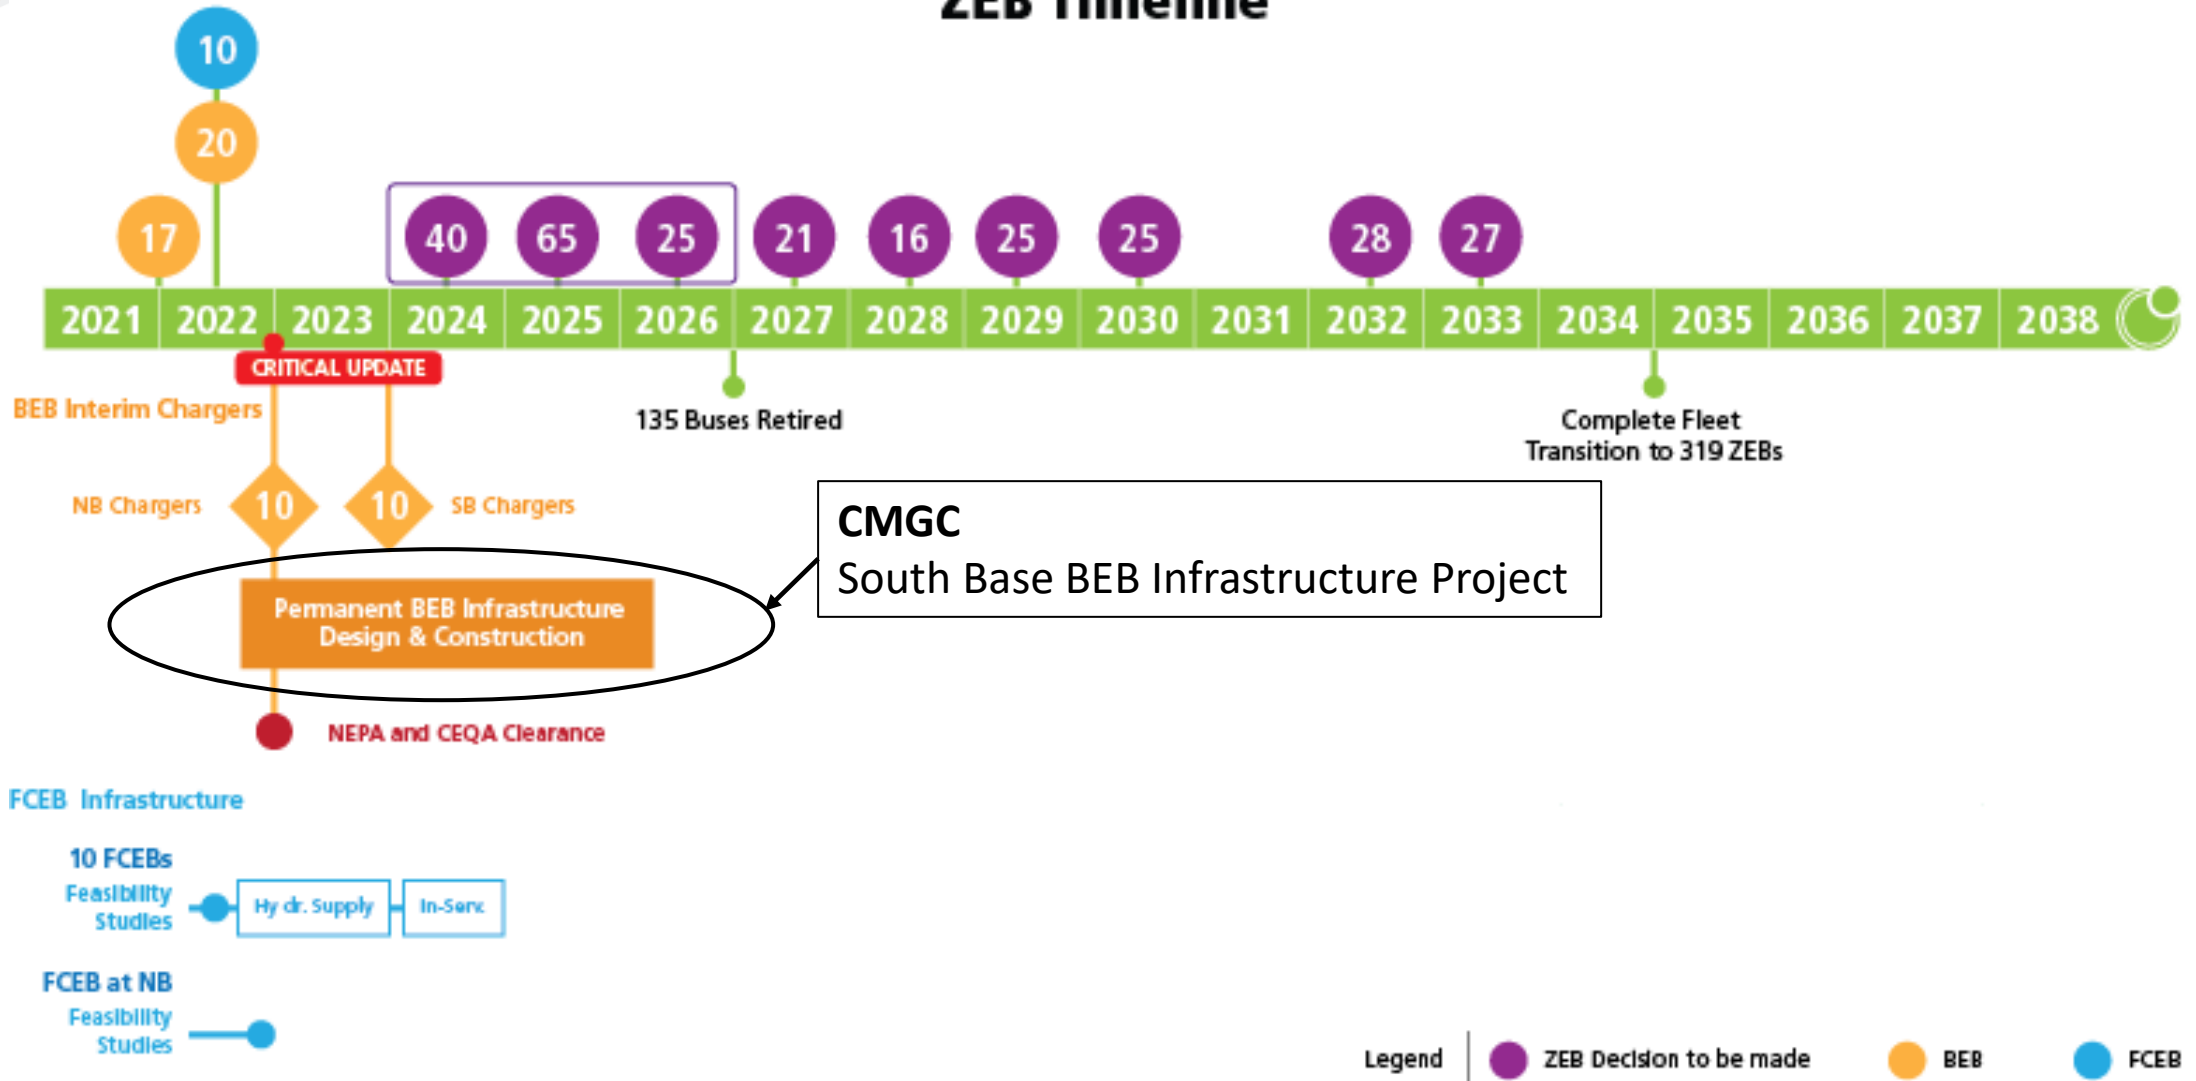 ZEB Timeline
10
20
17
40 65 25 21 16 25 25 28 27
2021 2022 2023 2024 2025 2026 2027 2028 2029 2030 2031 2032 2033 2034 2035 2036 2037 2038
CRITICAL UPDATE
BEB Interim Chargers
135 Buses Retired
Complete Fleet
Transition to 319 ZEBs
NB Chargers 10 10 SB Chargers
CMGC
South Base BEB Infrastructure Project
Permanent BEB Infrastructure
Design & Construction
NEPA and CEQA Clearance
FCEB Infrastructure
10 FCEBs
Feasibility
Studies
Hy dr. Supply
In-Serv.
FCEB at NB
Feasibility
Studies
Legend ZEB Decision to be made BEB FCEB